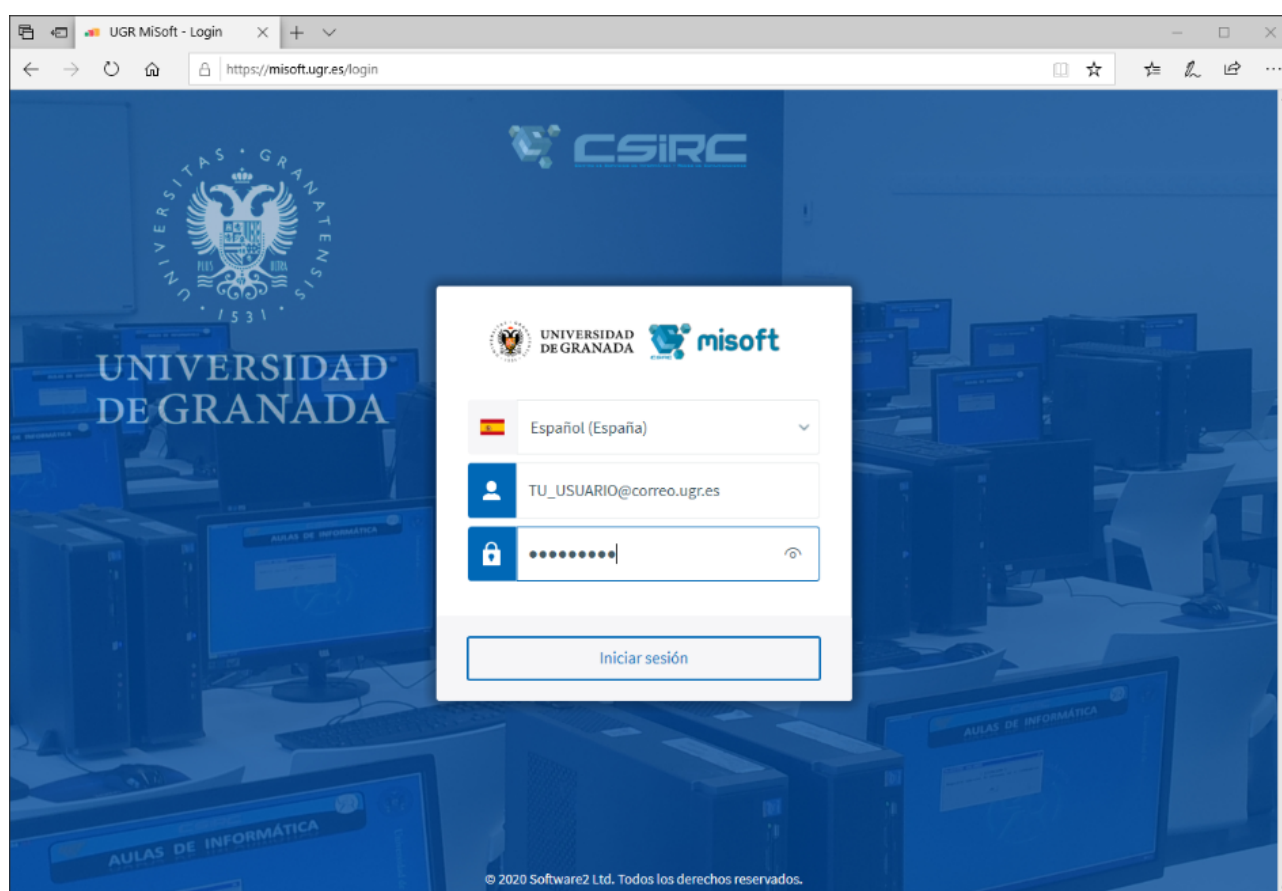 UGR MiSoft - Login
https://misoft.ugr.es/login
CSiRC
UNIVERSITAS · GRANATENSIS
· 1531 ·
PLUS
ULTRA
UNIVERSIDAD
DE GRANADA
UNIVERSIDAD
DE GRANADA
misoft
Español (España)
TU_USUARIO@correo.ugr.es
Iniciar sesión
AULAS DE INFORMÁTICA
AULAS DE INFORMÁTICA
AULAS DE INFORMÁTICA
© 2020 Software2 Ltd. Todos los derechos reservados.